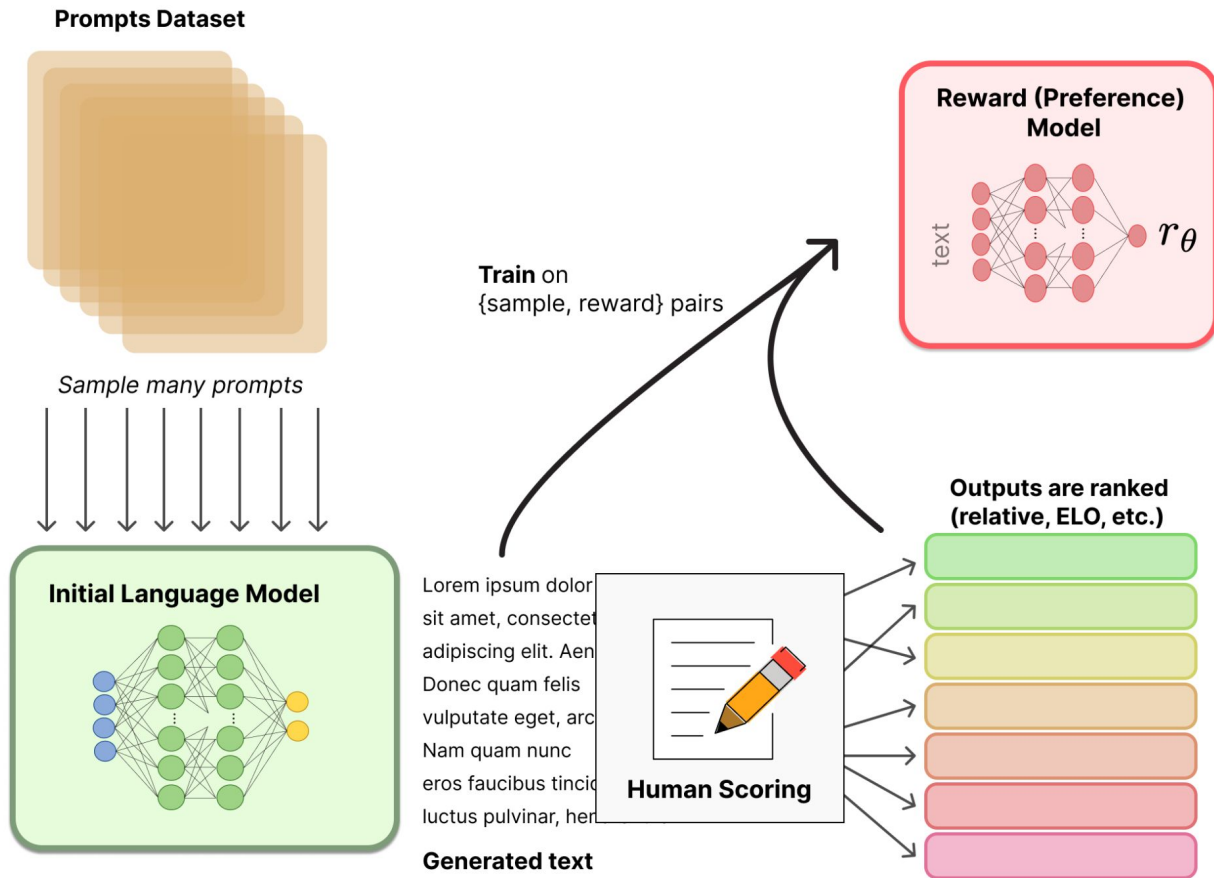 Prompts Dataset
Reward (Preference)
Model
text
r_θ
Train on
{sample, reward} pairs
Sample many prompts
Outputs are ranked
(relative, ELO, etc.)
Initial Language Model
Lorem ipsum dolor
sit amet, consectet
adipiscing elit. Aen
Donec quam felis
vulputate eget, arc
Nam quam nunc
eros faucibus tincid
luctus pulvinar, her
Human Scoring
Generated text